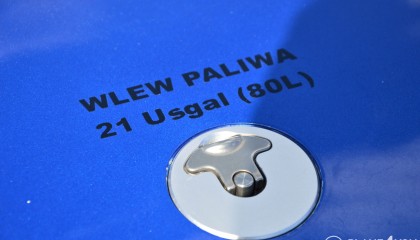 WLEW PALIWA
21 Usgal (80L)